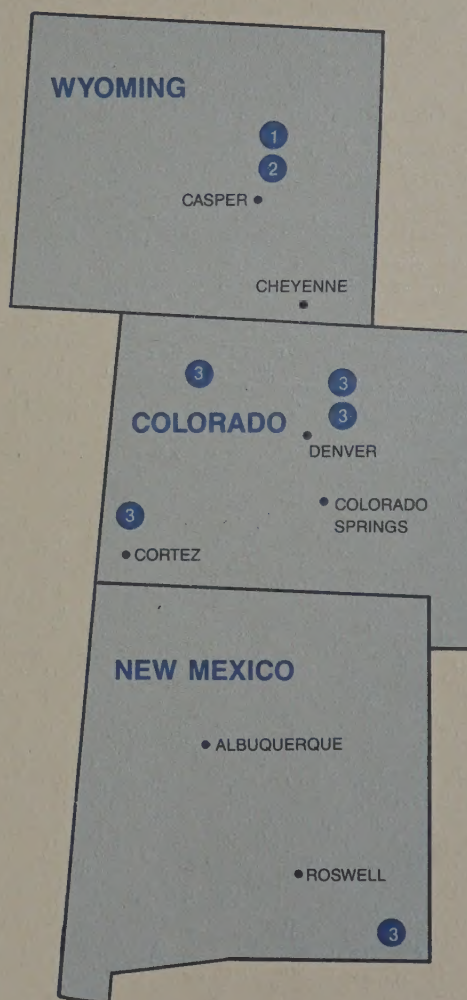 WYOMING
1
2
CASPER
CHEYENNE
3
3
COLORADO
3
DENVER
3
COLORADO
SPRINGS
CORTEZ
NEW MEXICO
ALBUQUERQUE
ROSWELL
3